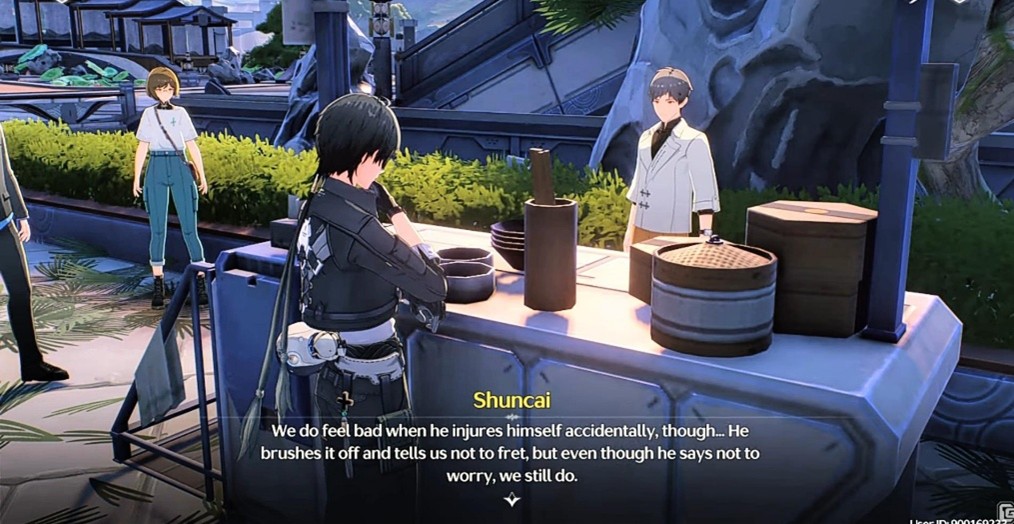 Shuncai
We do feel bad when he injures himself accidentally, though... He
brushes it off and tells us not to fret, but even though he says not to
worry, we still do.